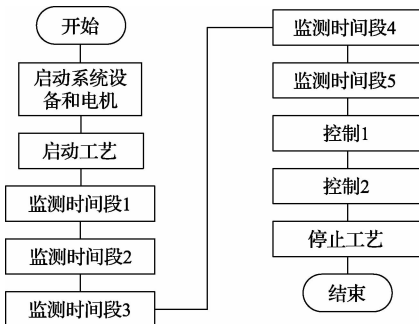 开始
启动系统设
备和电机
启动工艺
监测时间段1
监测时间段2
监测时间段3
监测时间段4
监测时间段5
控制1
控制2
停止工艺
结束